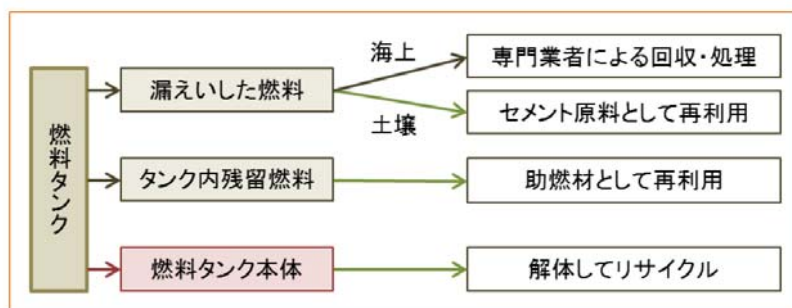 燃料タンク
漏えいした燃料
海上
専門業者による回収・処理
土壌
セメント原料として再利用
タンク内残留燃料
助燃材として再利用
燃料タンク本体
解体してリサイクル